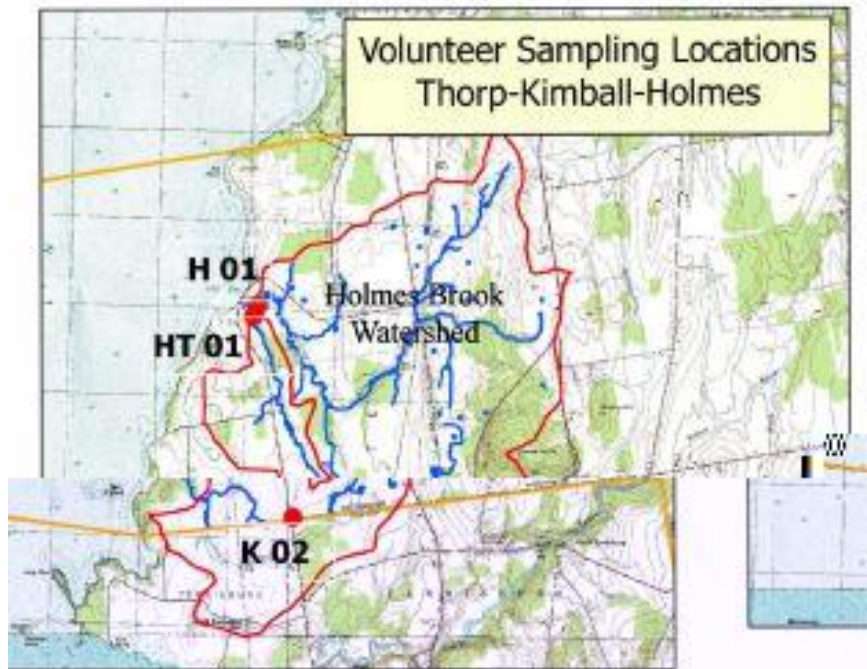 Volunteer Sampling Locations
Thorp-Kimball-Holmes
H 01
Holmes Brook
Watershed
HT 01
K 02